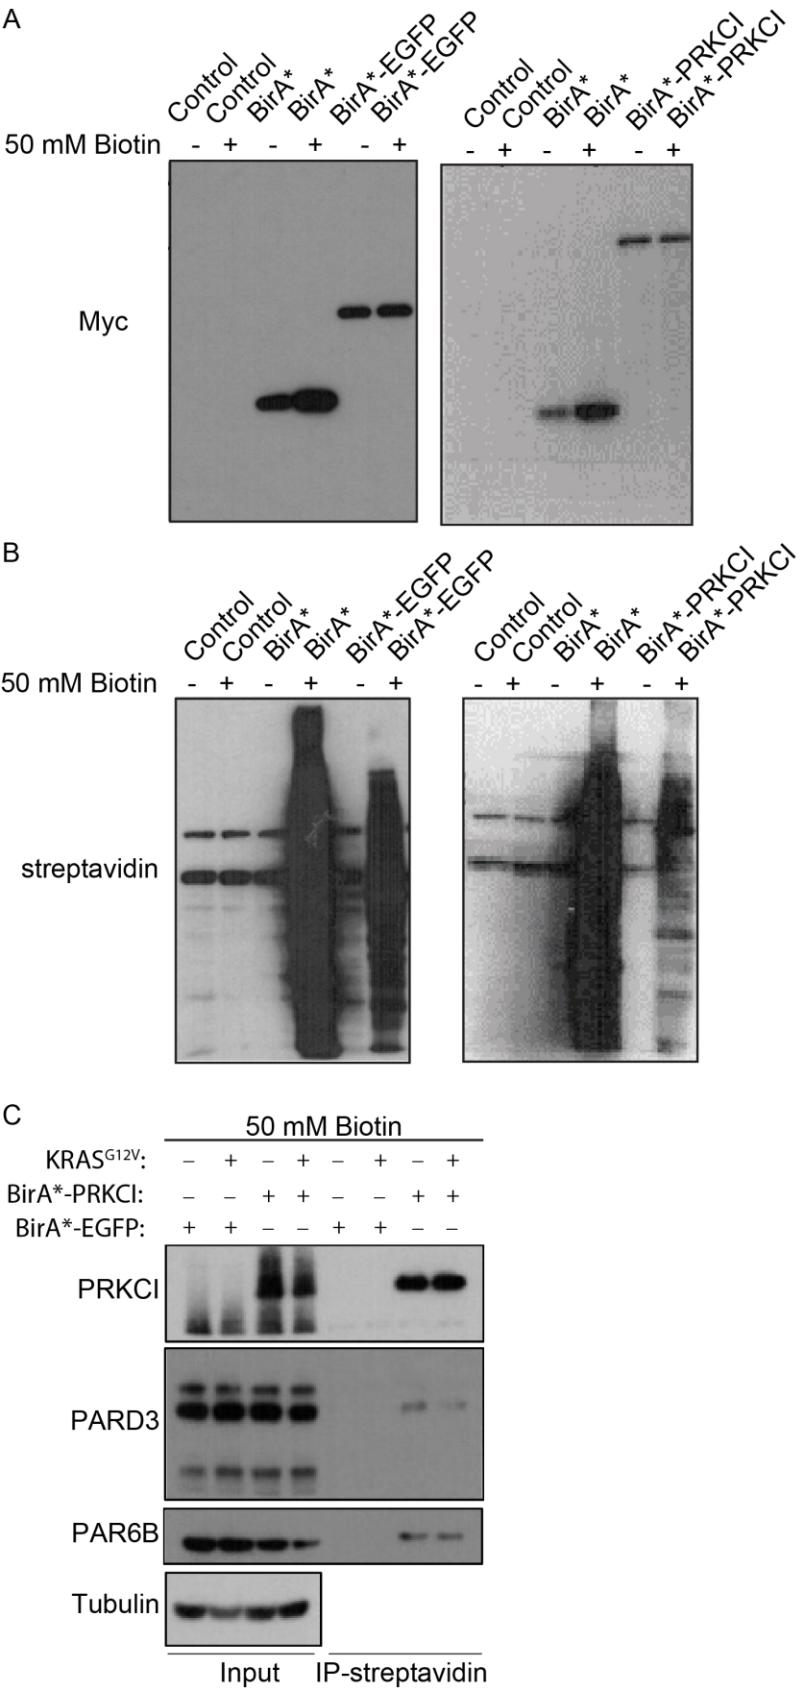 A
Control Control BirA* BirA* BirA*-EGFP BirA*-EGFP Control Control BirA* BirA* BirA*-PRKCI BirA*-PRKCI
50 mM Biotin - + - + - + - + - + - +
Myc
B
Control Control BirA* BirA* BirA*-EGFP BirA*-EGFP Control Control BirA* BirA* BirA*-PRKCI BirA*-PRKCI
50 mM Biotin - + - + - + - + - + - +
streptavidin
C
50 mM Biotin
KRASG12V: – + – + – + – +
BirA*-PRKCI: – – + + – – + +
BirA*-EGFP: + + – – + + – –
PRKCI
PARD3
PAR6B
Tubulin
Input IP-streptavidin